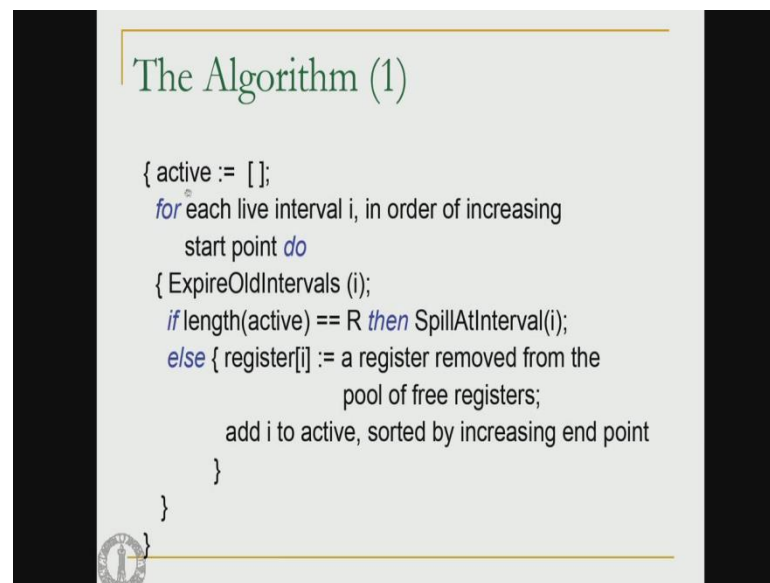 The Algorithm (1)
{ active := [ ];
for each live interval i, in order of increasing
start point do
{ ExpireOldIntervals (i);
if length(active) == R then SpillAtInterval(i);
else { register[i] := a register removed from the
pool of free registers;
add i to active, sorted by increasing end point
}
}
}